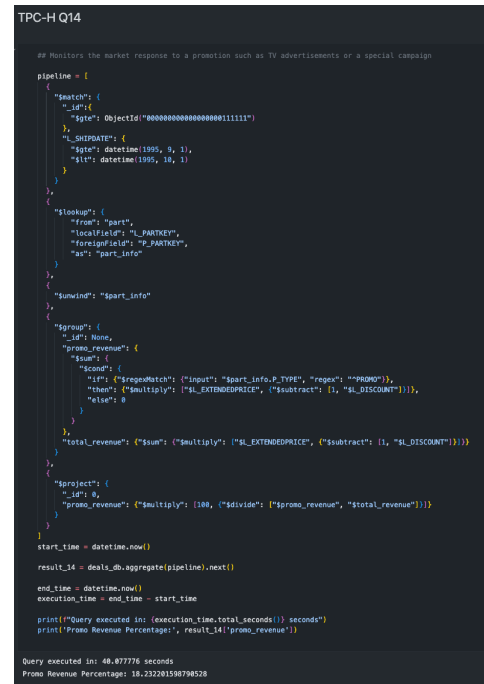 TPC-H Q14
## Monitors the market response to a promotion such as TV advertisements or a special campaign
pipeline = [
{
"$match": {
"_id":{
"$gte": ObjectId("000000000000000000111111")
},
"L_SHIPDATE": {
"$gte": datetime(1995, 9, 1),
"$lt": datetime(1995, 10, 1)
}
}
},
{
"$lookup": {
"from": "part",
"localField": "L_PARTKEY",
"foreignField": "P_PARTKEY",
"as": "part_info"
}
},
{
"$unwind": "$part_info"
},
{
"$group": {
"_id": None,
"promo_revenue": {
"$sum": {
"$cond": {
"if": {"$regexMatch": {"input": "$part_info.P_TYPE", "regex": "^PROMO"}},
"then": {"$multiply": ["$L_EXTENDEDPRICE", {"$subtract": [1, "$L_DISCOUNT"]}]},
"else": 0
}
}
},
"total_revenue": {"$sum": {"$multiply": ["$L_EXTENDEDPRICE", {"$subtract": [1, "$L_DISCOUNT"]}]}}
}
},
{
"$project": {
"_id": 0,
"promo_revenue": {"$multiply": [100, {"$divide": ["$promo_revenue", "$total_revenue"]}]}
}
}
]
start_time = datetime.now()
result_14 = deals_db.aggregate(pipeline).next()
end_time = datetime.now()
execution_time = end_time - start_time
print(f"Query executed in: {execution_time.total_seconds()} seconds")
print('Promo Revenue Percentage:', result_14['promo_revenue'])
Query executed in: 40.077776 seconds
Promo Revenue Percentage: 18.232201598790528